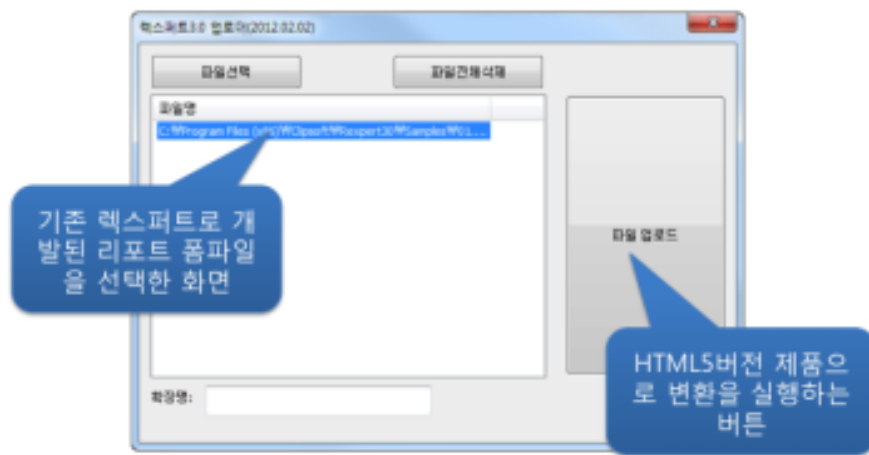 렉스퍼트3.0 업로더(2012.02.02)
파일선택
파일전체삭제
파일명
C:\Program Files (x86)\Clipsoft\Rexpert30\Samples\01...
기존 렉스퍼트로 개
발된 리포트 폼파일
을 선택한 화면
파일 업로드
HTML5버전 제품으
로 변환을 실행하는
버튼
확장명: